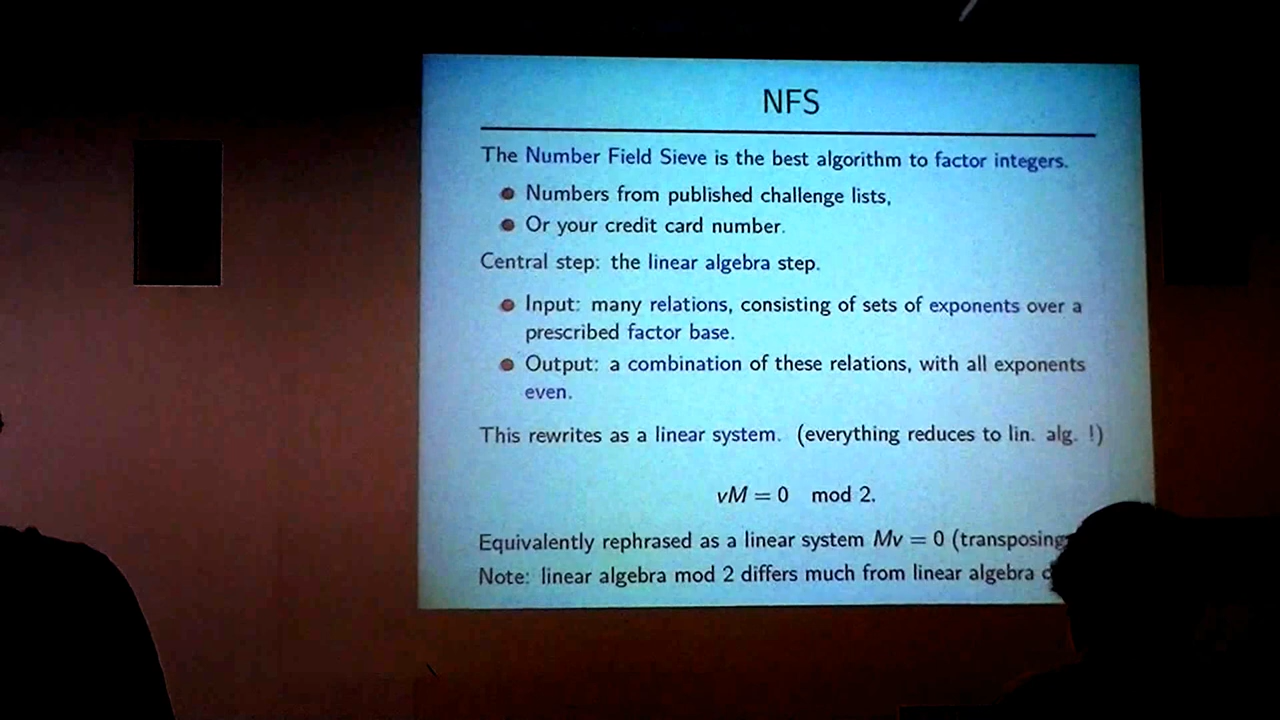 NFS
The Number Field Sieve is the best algorithm to factor integers.
Numbers from published challenge lists,
Or your credit card number.
Central step: the linear algebra step.
Input: many relations, consisting of sets of exponents over a
prescribed factor base.
Output: a combination of these relations, with all exponents
even.
This rewrites as a linear system. (everything reduces to lin. alg. !)
vM = 0 mod 2.
Equivalently rephrased as a linear system Mv = 0 (transposing
Note: linear algebra mod 2 differs much from linear algebra